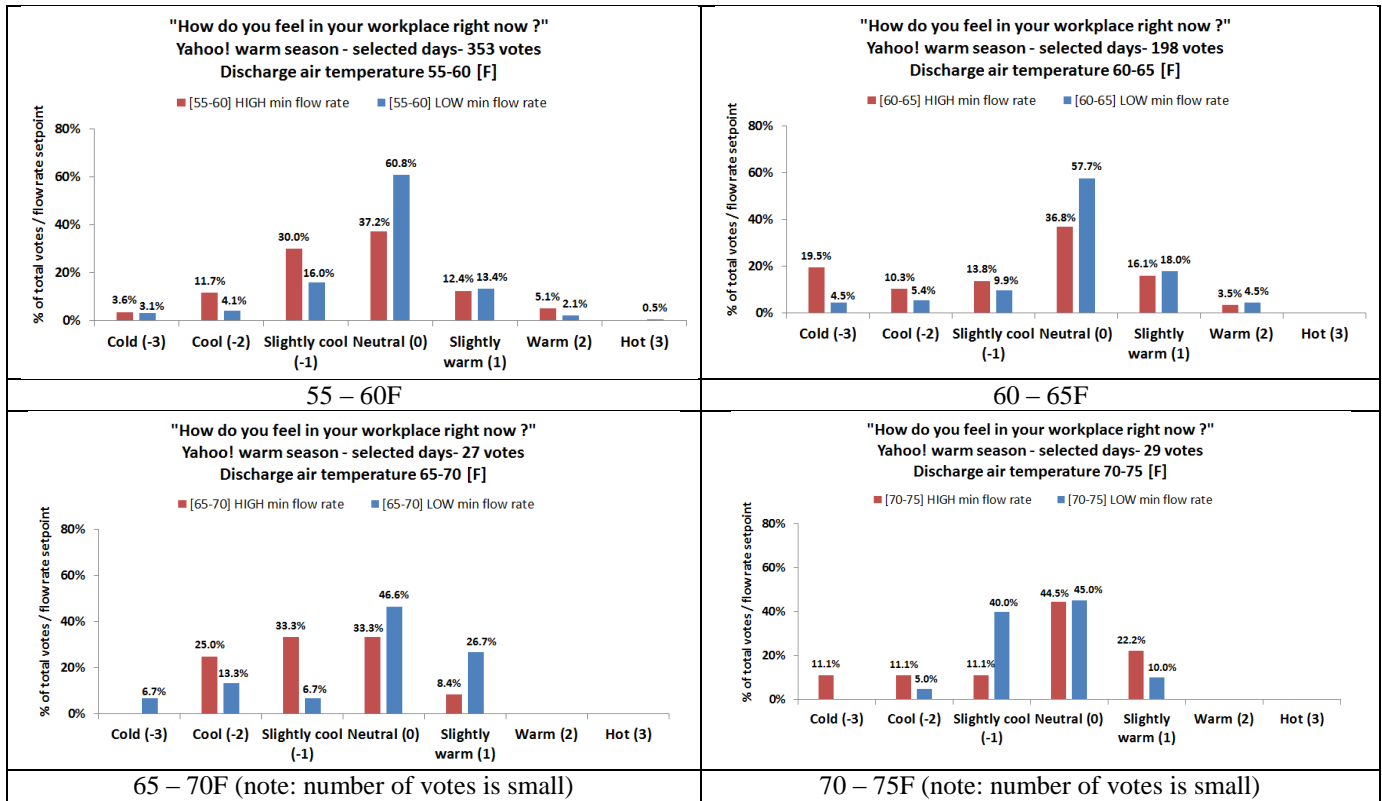 "How do you feel in your workplace right now ?"
Yahoo! warm season - selected days- 353 votes
Discharge air temperature 55-60 [F]
[55-60] HIGH min flow rate [55-60] LOW min flow rate
% of total votes / flow rate setpoint
80%
60%
40%
20%
0%
3.6% 3.1% 11.7% 4.1% 30.0% 16.0% 37.2% 60.8% 12.4% 13.4% 5.1% 2.1% 0.5%
Cold (-3) Cool (-2) Slightly cool Neutral (0) Slightly Warm (2) Hot (3)
(-1) warm (1)
55 – 60F
"How do you feel in your workplace right now ?"
Yahoo! warm season - selected days- 198 votes
Discharge air temperature 60-65 [F]
[60-65] HIGH min flow rate [60-65] LOW min flow rate
% of total votes / flow rate setpoint
80%
60%
40%
20%
0%
19.5% 4.5% 10.3% 5.4% 13.8% 9.9% 36.8% 57.7% 16.1% 18.0% 3.5% 4.5%
Cold (-3) Cool (-2) Slightly cool Neutral (0) Slightly Warm (2) Hot (3)
(-1) warm (1)
60 – 65F
"How do you feel in your workplace right now ?"
Yahoo! warm season - selected days- 27 votes
Discharge air temperature 65-70 [F]
[65-70] HIGH min flow rate [65-70] LOW min flow rate
% of total votes / flow rate setpoint
80%
60%
40%
20%
0%
6.7% 25.0% 13.3% 33.3% 6.7% 33.3% 46.6% 8.4% 26.7%
Cold (-3) Cool (-2) Slightly cool Neutral (0) Slightly Warm (2) Hot (3)
(-1) warm (1)
65 – 70F (note: number of votes is small)
"How do you feel in your workplace right now ?"
Yahoo! warm season - selected days- 29 votes
Discharge air temperature 70-75 [F]
[70-75] HIGH min flow rate [70-75] LOW min flow rate
% of total votes / flow rate setpoint
80%
60%
40%
20%
0%
11.1% 11.1% 5.0% 11.1% 40.0% 44.5% 45.0% 22.2% 10.0%
Cold (-3) Cool (-2) Slightly cool Neutral (0) Slightly Warm (2) Hot (3)
(-1) warm (1)
70 – 75F (note: number of votes is small)